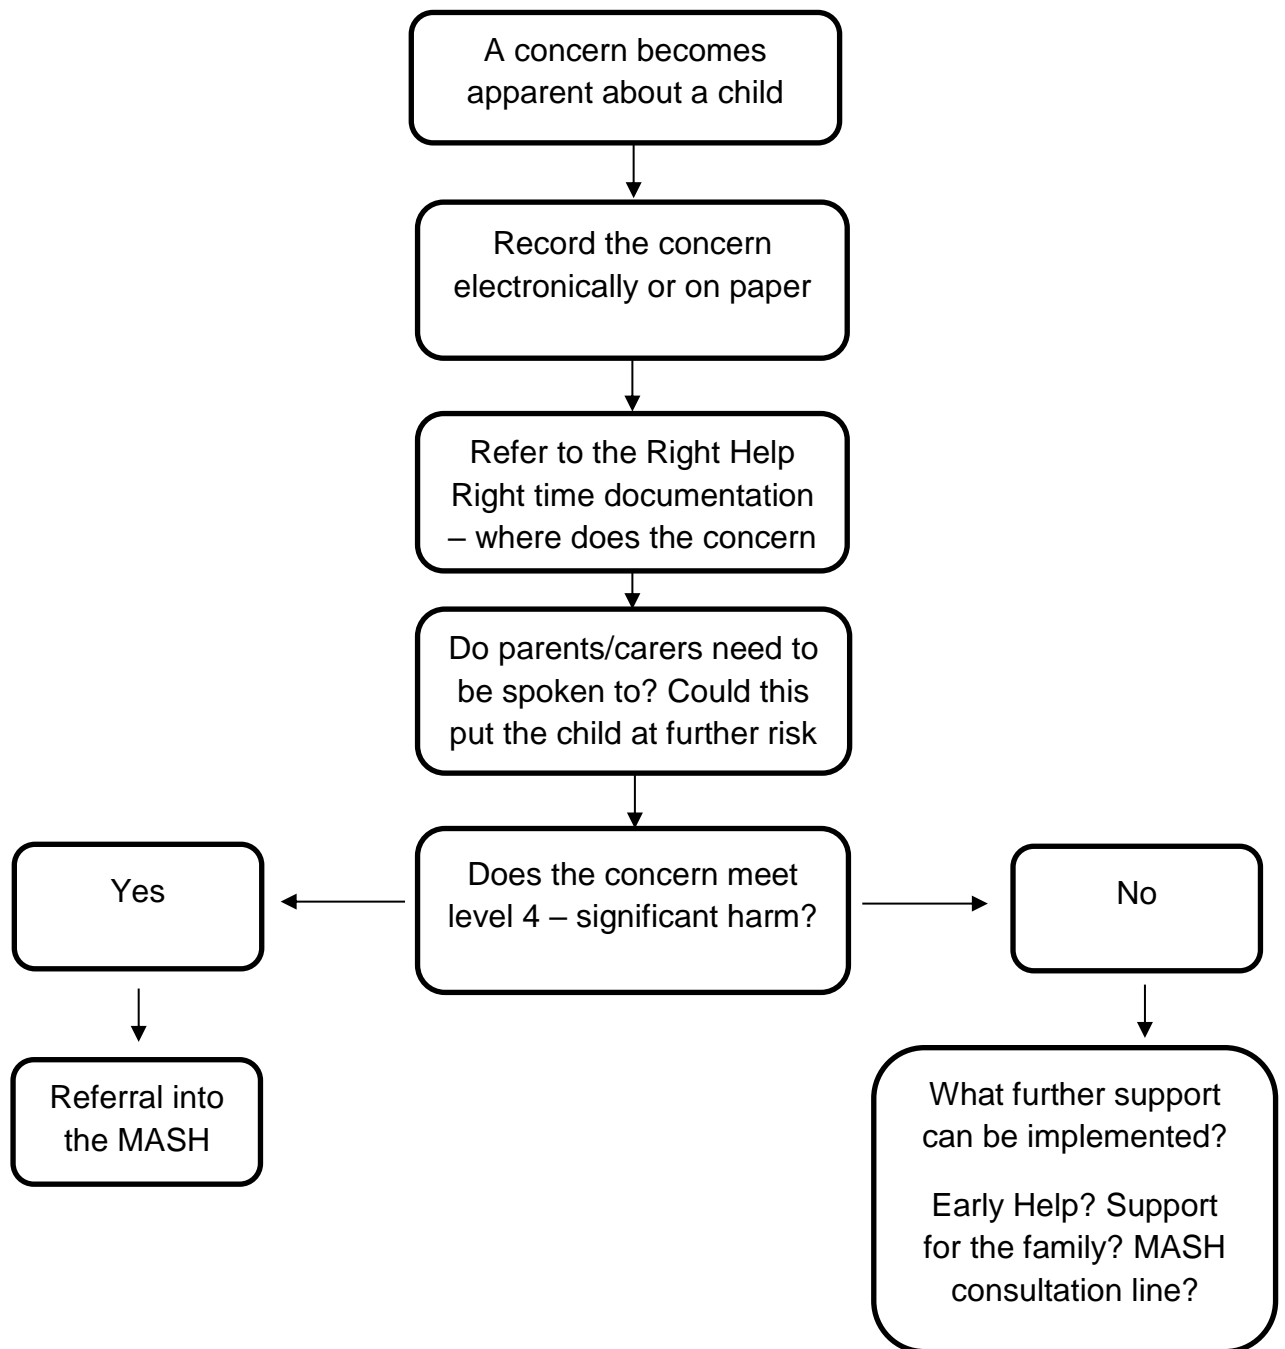 A concern becomes
apparent about a child
Record the concern
electronically or on paper
Refer to the Right Help
Right time documentation
– where does the concern
Do parents/carers need to
be spoken to? Could this
put the child at further risk
Does the concern meet
level 4 – significant harm?
Yes
No
Referral into
the MASH
What further support
can be implemented?
Early Help? Support
for the family? MASH
consultation line?